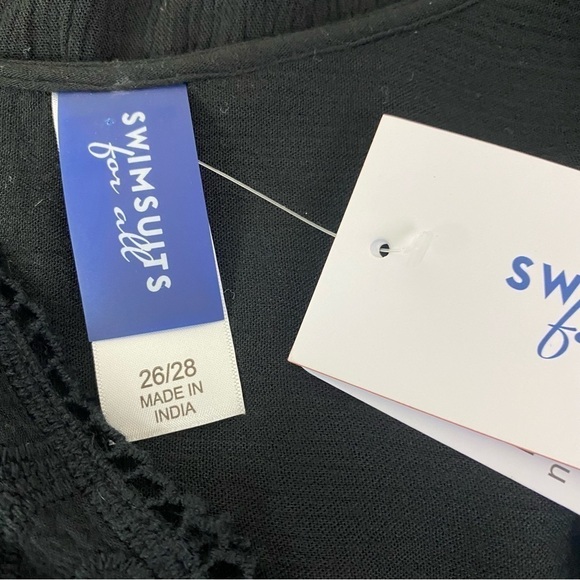 SWIMSUITS
for all
26/28
MADE IN
INDIA
SW